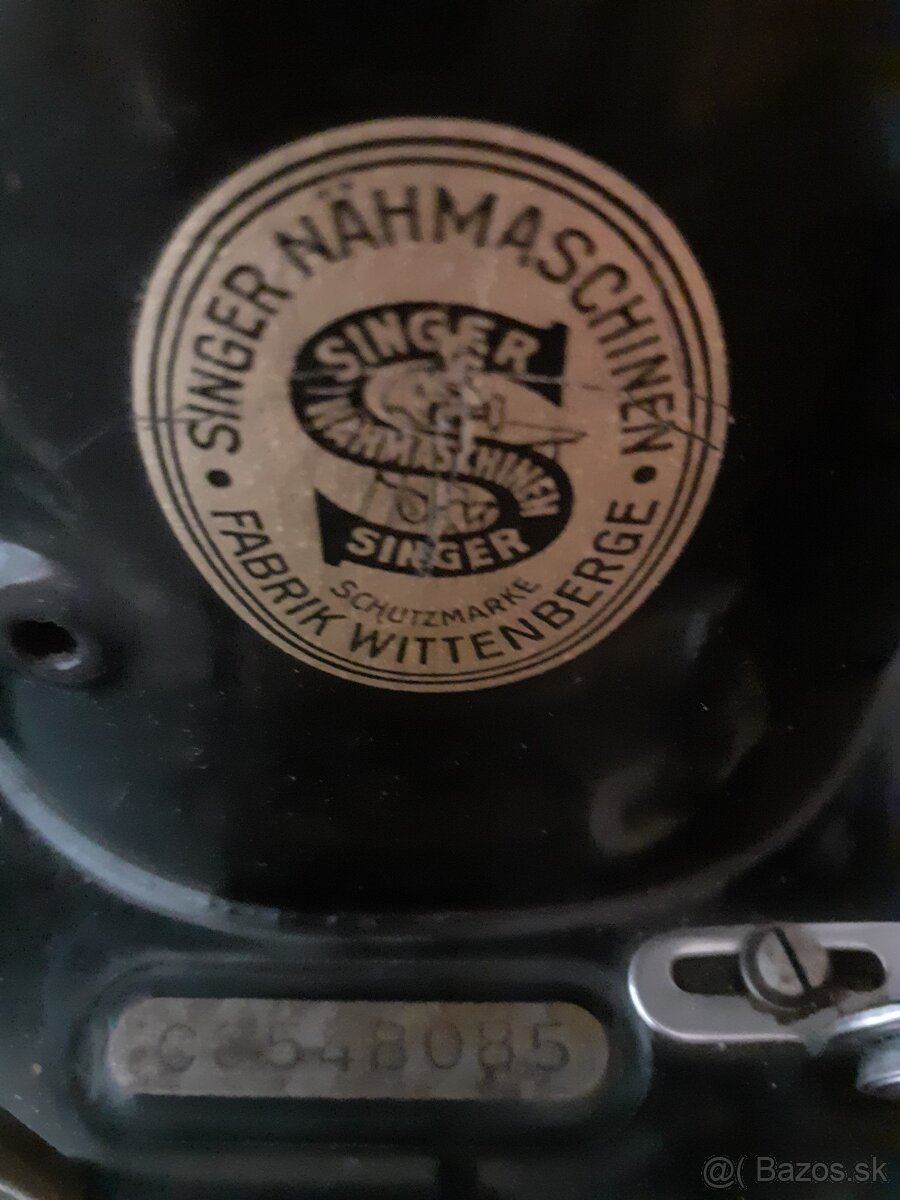 SINGER NÄHMASCHINEN
SINGER
NÄHMASCHINEN
SINGER
SCHUTZMARKE
• FABRIK WITTENBERGE •
@( Bazos.sk